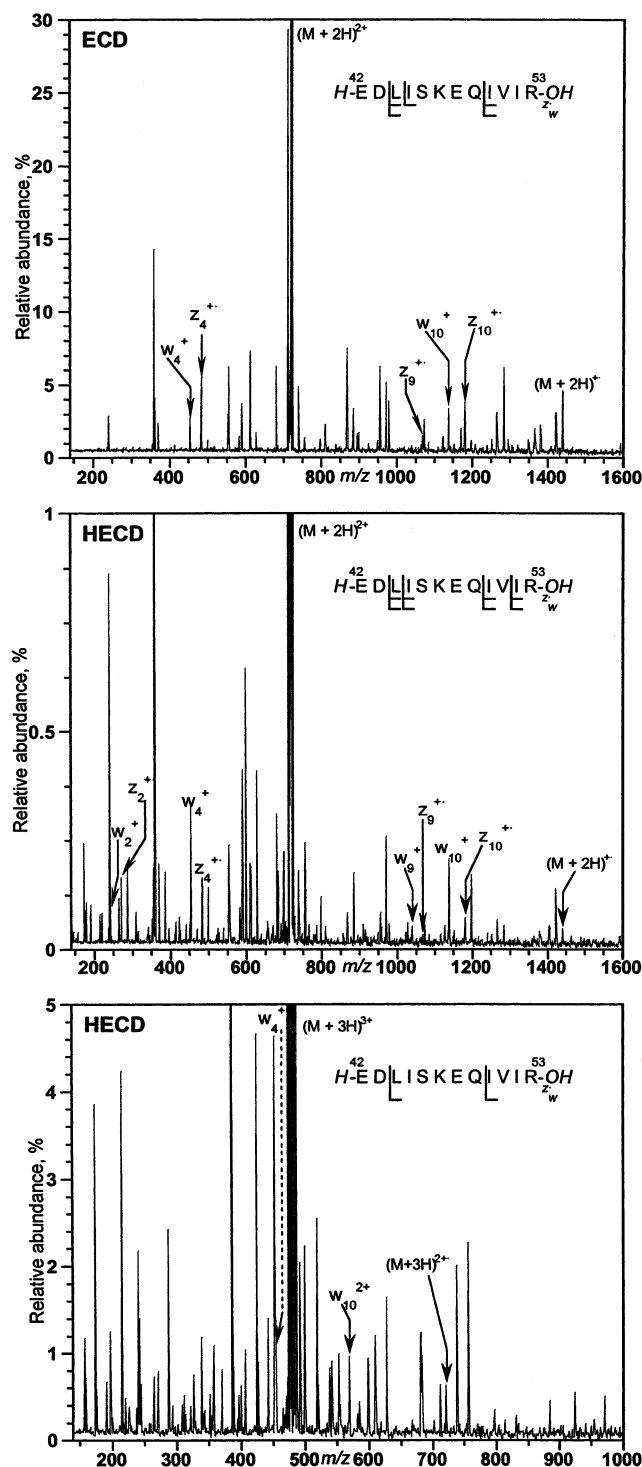 ECD
(M + 2H)2+
42 53
H-E D L I S K E Q I V I R-OH
z·
w
Relative abundance, %
30
25
20
15
10
5
0
w4+
z4+·
z9+·
w10+
z10+·
(M + 2H)+·
200 400 600 800 1000 1200 1400 1600
m/z
HECD
(M + 2H)2+
42 53
H-E D L I S K E Q I V I R-OH
z·
w
Relative abundance, %
1
0.5
0
w2+
z2+·
w4+
z4+·
w9+
z9+·
w10+
z10+·
(M + 2H)+·
200 400 600 800 1000 1200 1400 1600
m/z
HECD
w4+
(M + 3H)3+
42 53
H-E D L I S K E Q I V I R-OH
z·
w
Relative abundance, %
5
4
3
2
1
0
w10 2+
(M+3H)2+·
200 300 400 500 600 700 800 900 1000
m/z